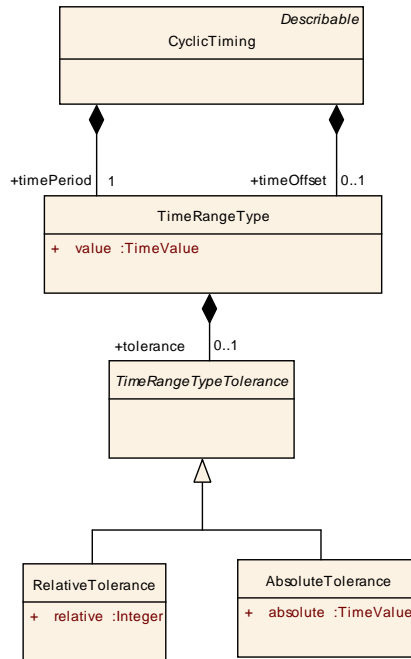 Describable
CyclicTiming
+timePeriod 1 +timeOffset 0..1
TimeRangeType
+ value :TimeValue
+tolerance 0..1
TimeRangeTypeTolerance
RelativeTolerance
+ relative :Integer
AbsoluteTolerance
+ absolute :TimeValue